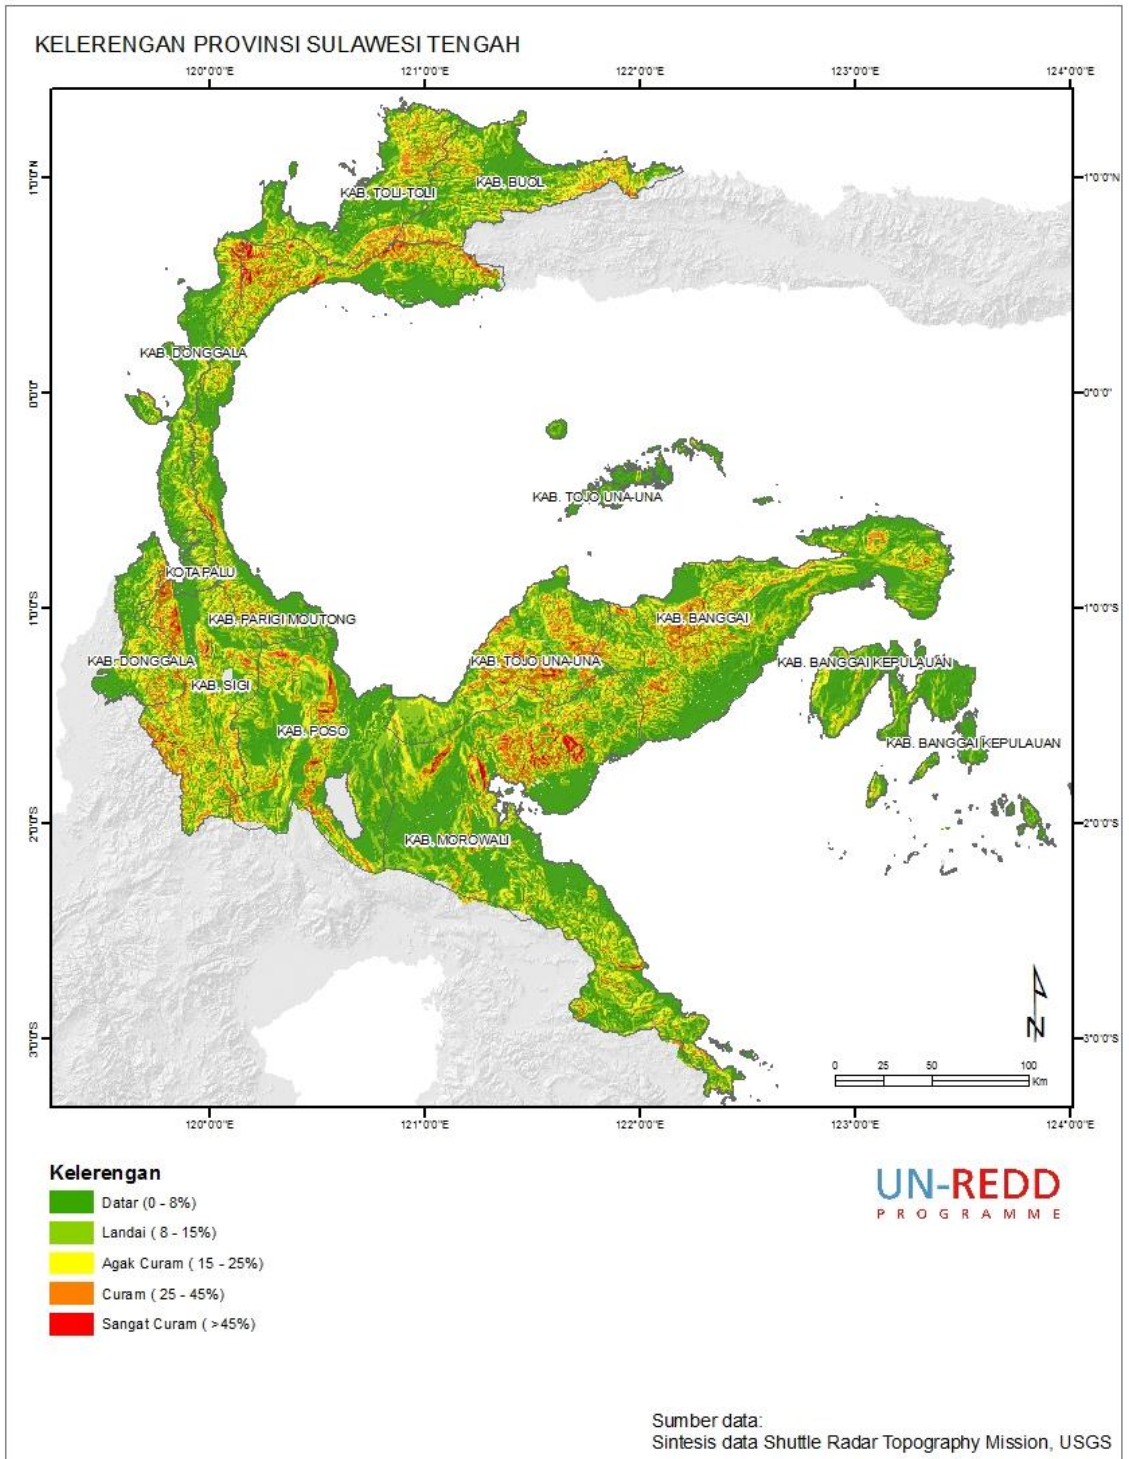 KELERENGAN PROVINSI SULAWESI TENGAH
120°0'0"E 121°0'0"E 122°0'0"E 123°0'0"E 124°0'0"E
1°0'0"N 1°0'0"N
KAB. TOLI-TOLI
KAB. BUOL
KAB. DONGGALA
0°0'0" 0°0'0"
KAB. TOJO UNA-UNA
KOTA PALU
1°0'0"S 1°0'0"S
KAB. PARIGI MOUTONG
KAB. BANGGAI
KAB. DONGGALA
KAB. TOJO UNA-UNA
KAB. BANGGAI KEPULAUAN
KAB. SIGI
KAB. POSO
KAB. BANGGAI KEPULAUAN
2°0'0"S 2°0'0"S
KAB. MOROWALI
N
3°0'0"S 3°0'0"S
0 25 50 100
Km
120°0'0"E 121°0'0"E 122°0'0"E 123°0'0"E 124°0'0"E
Kelerengan
Datar (0 - 8%)
Landai ( 8 - 15%)
Agak Curam ( 15 - 25%)
Curam ( 25 - 45%)
Sangat Curam ( >45%)
UN-REDD
PROGRAMME
Sumber data:
Sintesis data Shuttle Radar Topography Mission, USGS